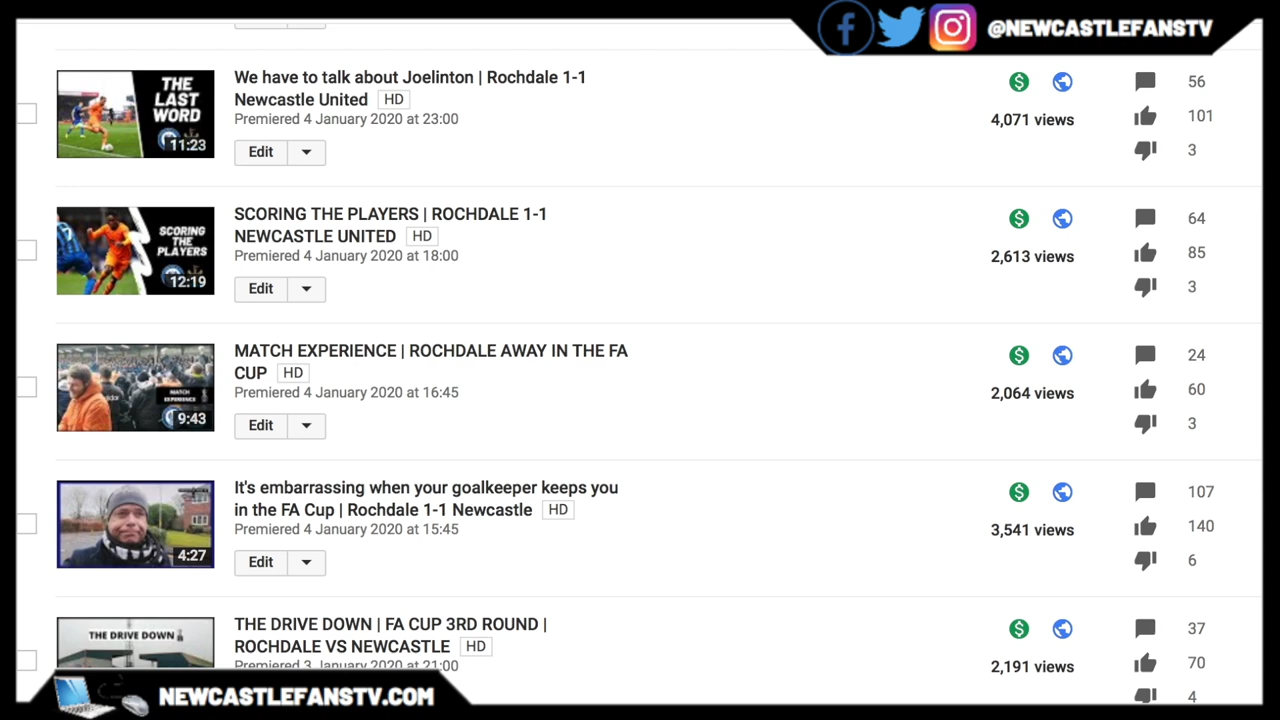 @NEWCASTLEFANSTV
We have to talk about Joelinton | Rochdale 1-1
Newcastle United HD
Premiered 4 January 2020 at 23:00
Edit
THE
LAST
WORD
11:23
4,071 views
56
101
3
SCORING THE PLAYERS | ROCHDALE 1-1
NEWCASTLE UNITED HD
Premiered 4 January 2020 at 18:00
Edit
SCORING
THE
PLAYERS
12:19
2,613 views
64
85
3
MATCH EXPERIENCE | ROCHDALE AWAY IN THE FA
CUP HD
Premiered 4 January 2020 at 16:45
Edit
MATCH
EXPERIENCE
9:43
2,064 views
24
60
3
It's embarrassing when your goalkeeper keeps you
in the FA Cup | Rochdale 1-1 Newcastle HD
Premiered 4 January 2020 at 15:45
Edit
4:27
3,541 views
107
140
6
THE DRIVE DOWN | FA CUP 3RD ROUND |
ROCHDALE VS NEWCASTLE HD
Premiered 3 January 2020 at 21:00
THE DRIVE DOWN
2,191 views
37
70
4
NEWCASTLEFANSTV.COM